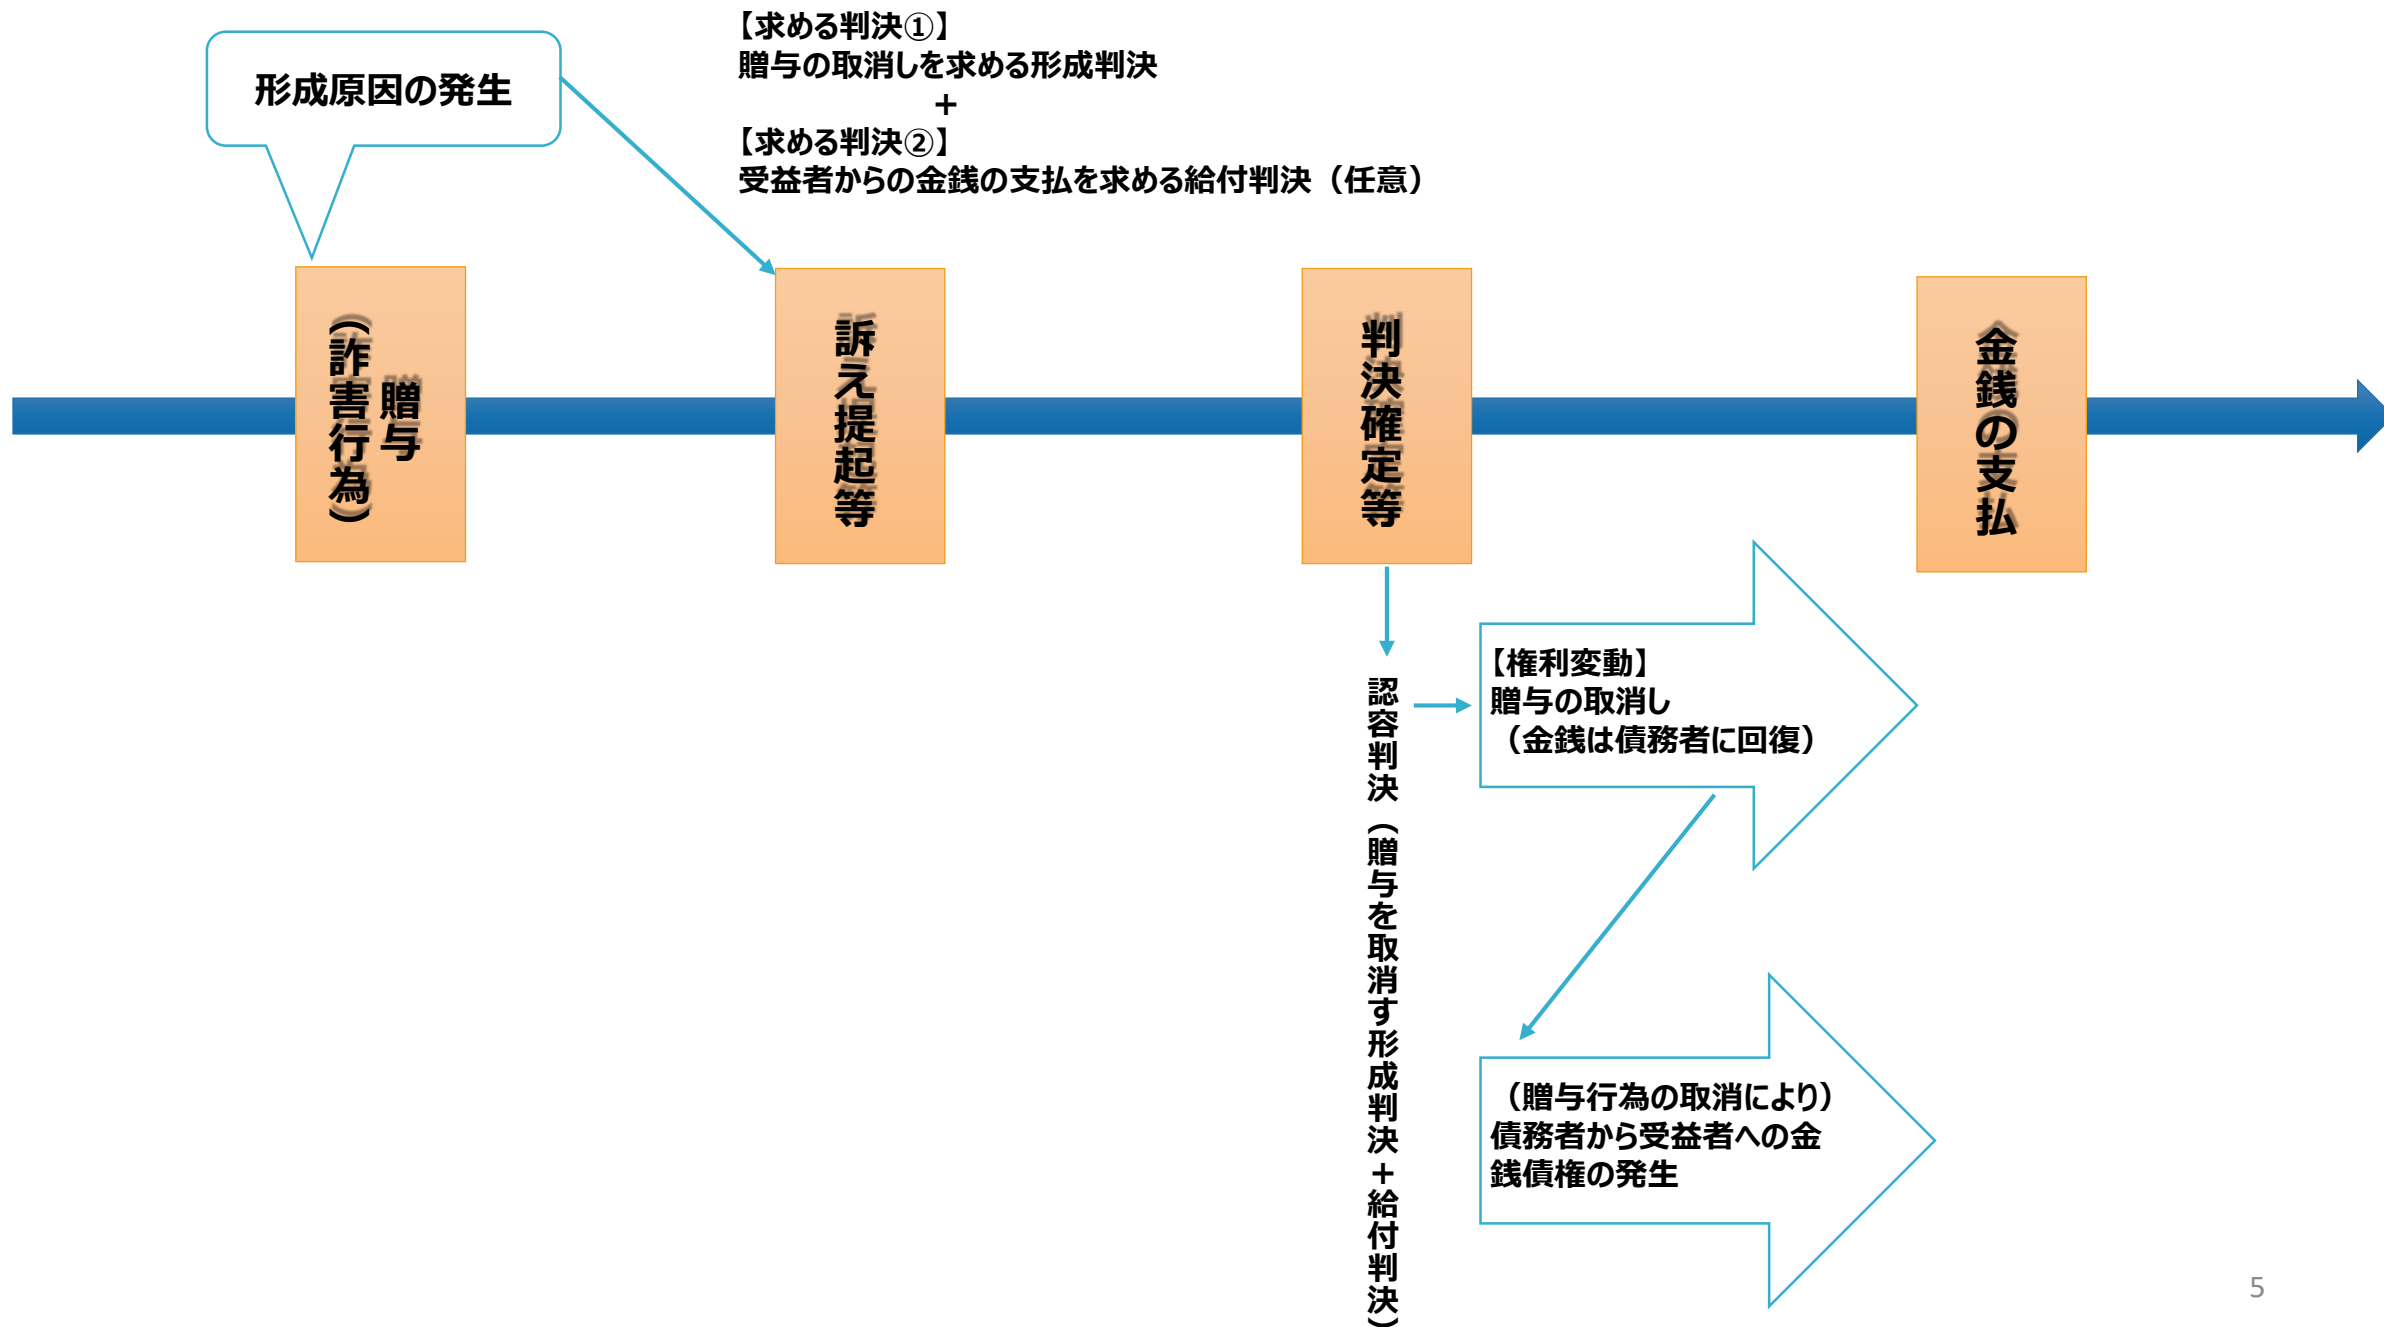 【求める判決①】
贈与の取消しを求める形成判決
＋
【求める判決②】
受益者からの金銭の支払を求める給付判決（任意）
形成原因の発生
贈与
（詐害行為）
訴え提起等
判決確定等
金銭の支払
認容判決（贈与を取消す形成判決＋給付判決）
【権利変動】
贈与の取消し
（金銭は債務者に回復）
（贈与行為の取消により）
債務者から受益者への金
銭債権の発生
5